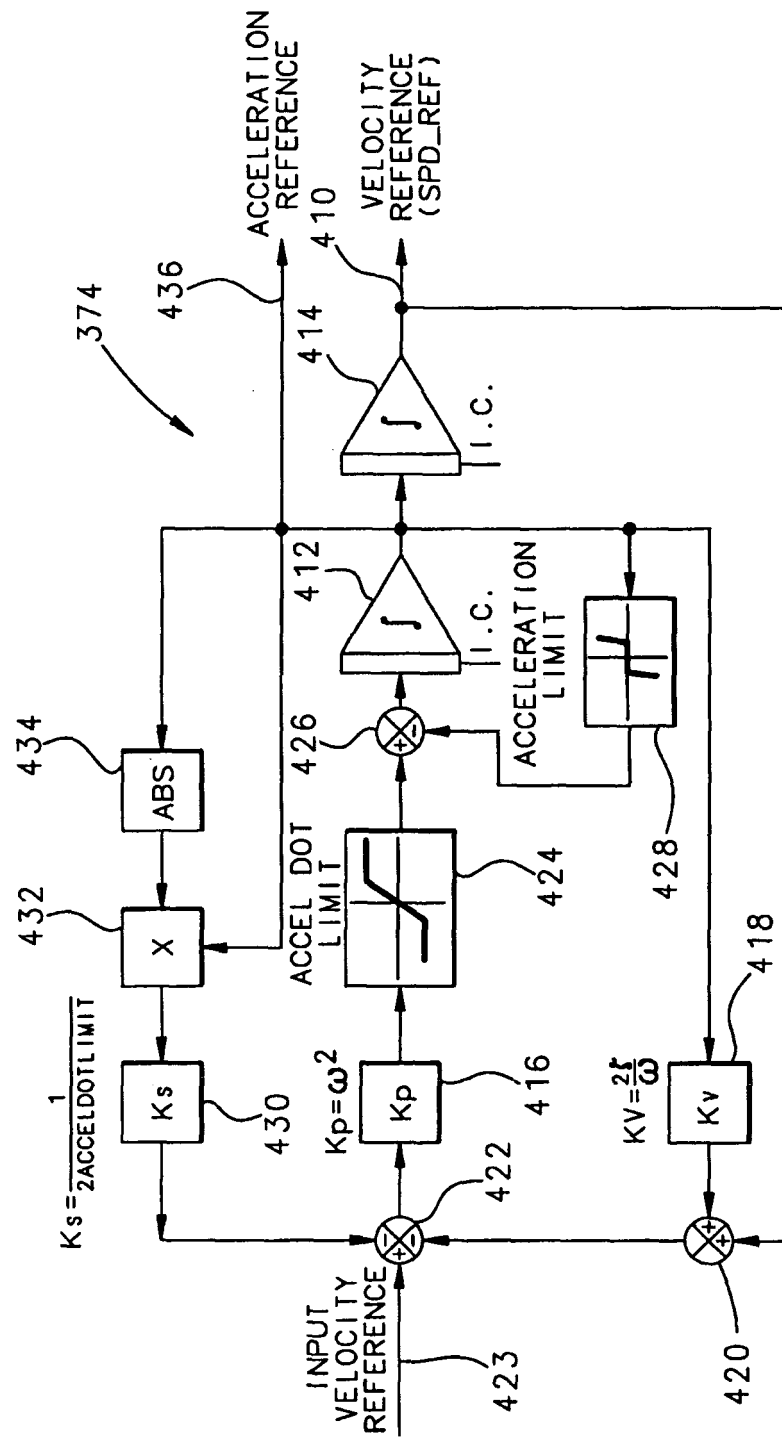 374
ACCELERATION
REFERENCE
436
VELOCITY
REFERENCE
(SPD_REF)
410
414
∫
I.C.
412
∫
I.C.
434
ABS
432
X
Ks=1/2ACCELDOTLIMIT
Ks
430
INPUT
VELOCITY
REFERENCE
423
-
+
-
422
Kp=ω²
Kp
416
ACCEL DOT
LIMIT
424
426
+
-
ACCELERATION
LIMIT
428
KV=2ζ/ω
Kv
418
+
+
420